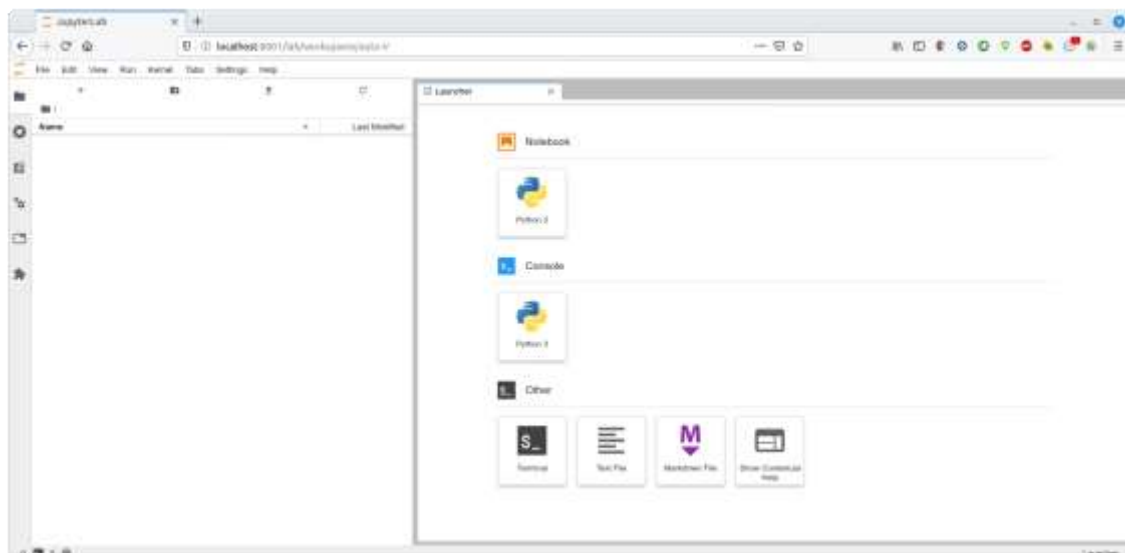 JupyterLab
localhost
File Edit View Run Kernel Tabs Settings Help
Launcher
Name
Last Modified
Notebook
Python 3
Console
Python 3
Other
S_
Terminal
Text File
Markdown File
Show Contextual
Help